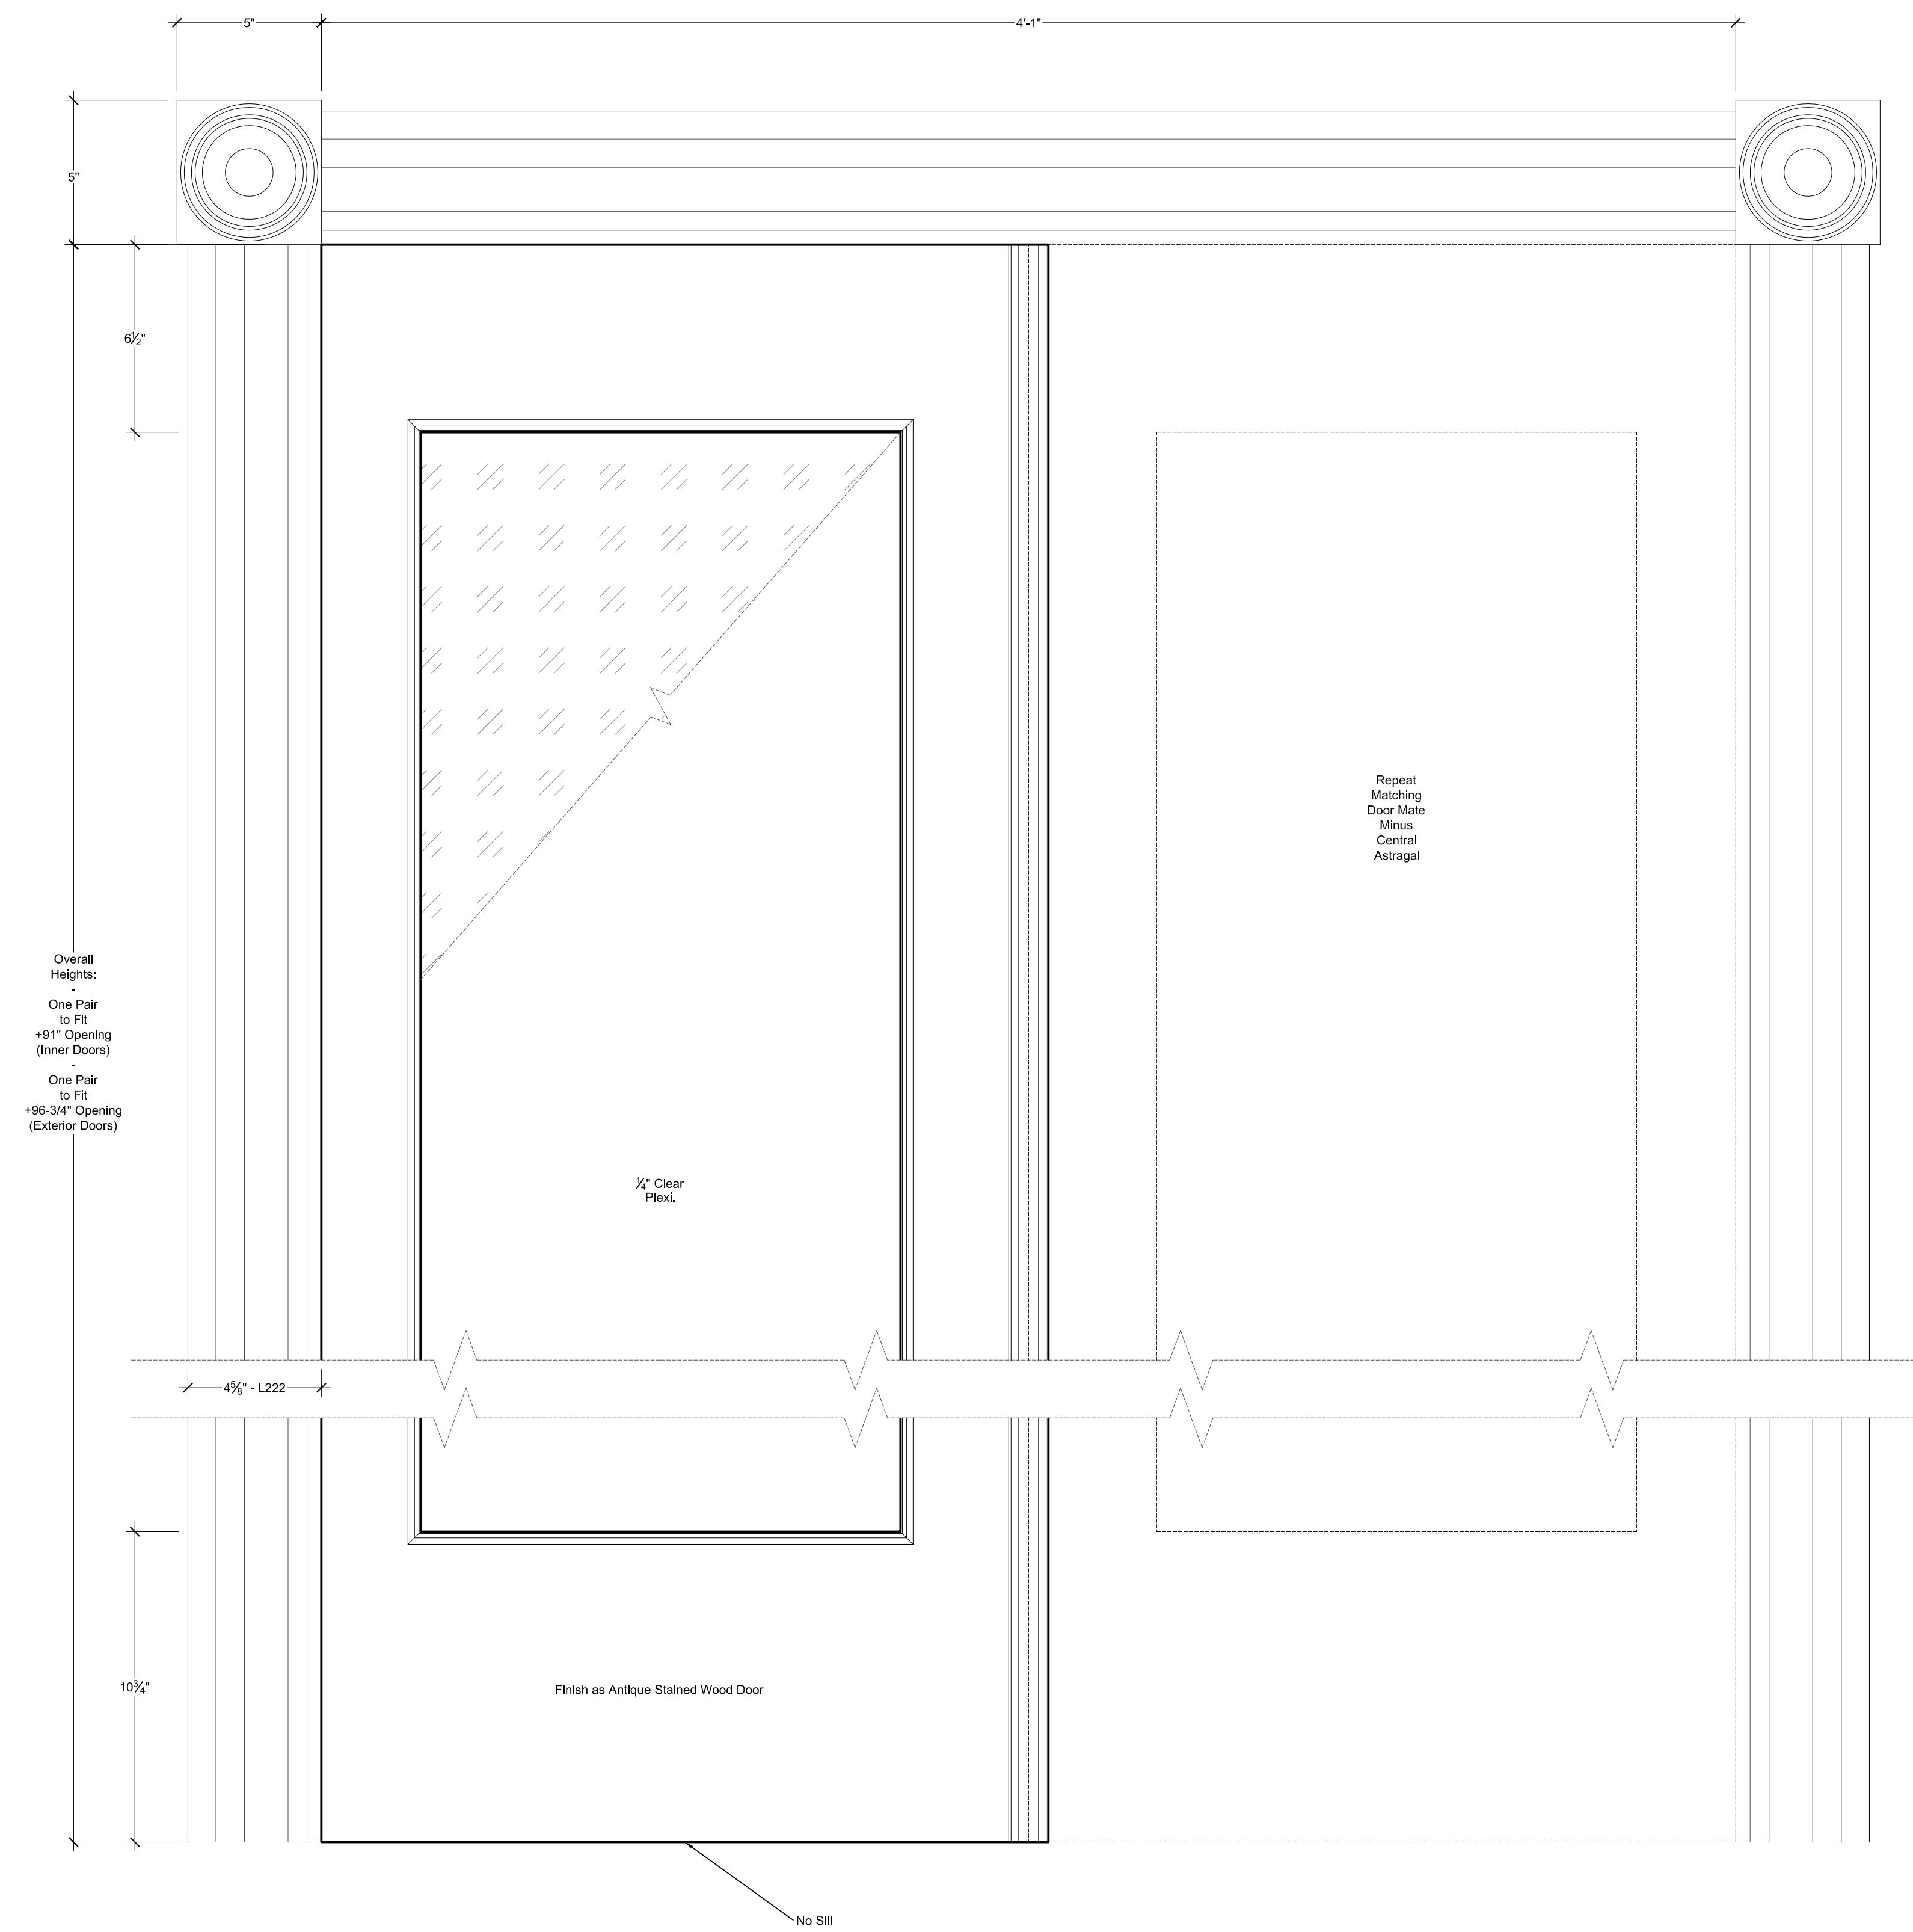 5"
4'-1"
5"
6½"
Repeat
Matching
Door Mate
Minus
Central
Astragal
Overall
Heights:
-
One Pair
to Fit
+91" Opening
(Inner Doors)
-
One Pair
to Fit
+96-3/4" Opening
(Exterior Doors)
¼" Clear
Plexi.
4⅝" - L222
10¾"
Finish as Antique Stained Wood Door
No Sill